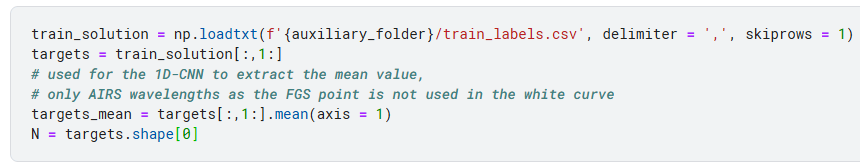 train_solution = np.loadtxt(f'{auxiliary_folder}/train_labels.csv', delimiter = ',', skiprows = 1)
targets = train_solution[:,1:]
# used for the 1D-CNN to extract the mean value,
# only AIRS wavelengths as the FGS point is not used in the white curve
targets_mean = targets[:,1:].mean(axis = 1)
N = targets.shape[0]